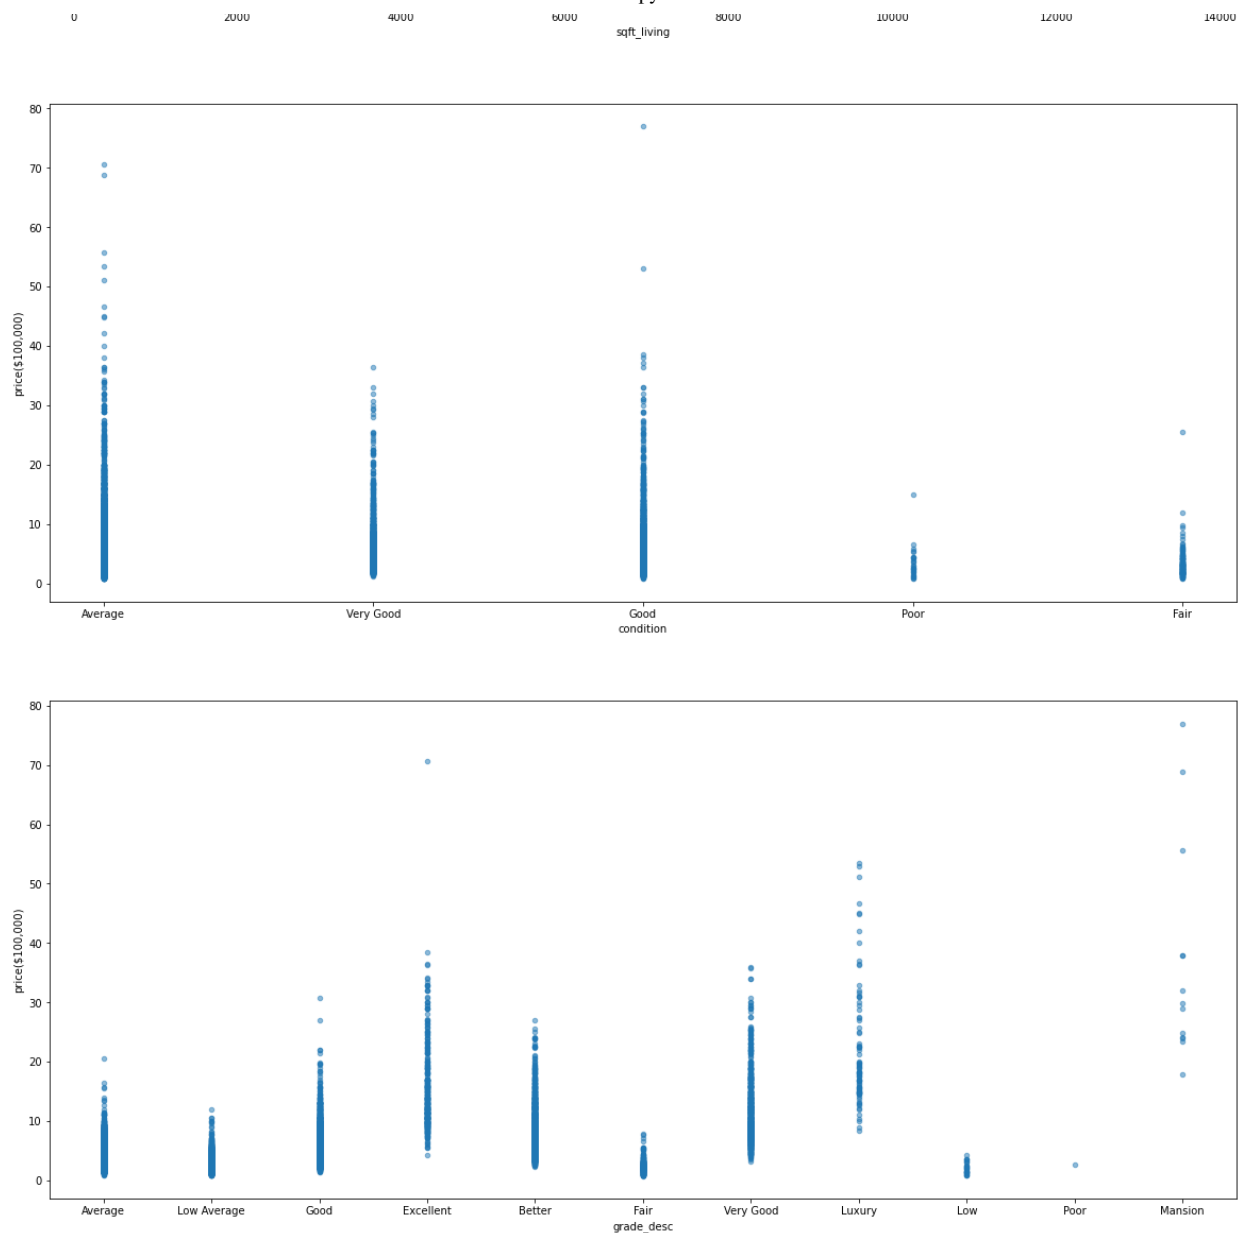 py
0 2000 4000 6000 8000 10000 12000 14000
sqft_living
80
70
60
50
40
30
20
10
0
price($100,000)
Average Very Good Good Poor Fair
condition
80
70
60
50
40
30
20
10
0
price($100,000)
Average Low Average Good Excellent Better Fair Very Good Luxury Low Poor Mansion
grade_desc